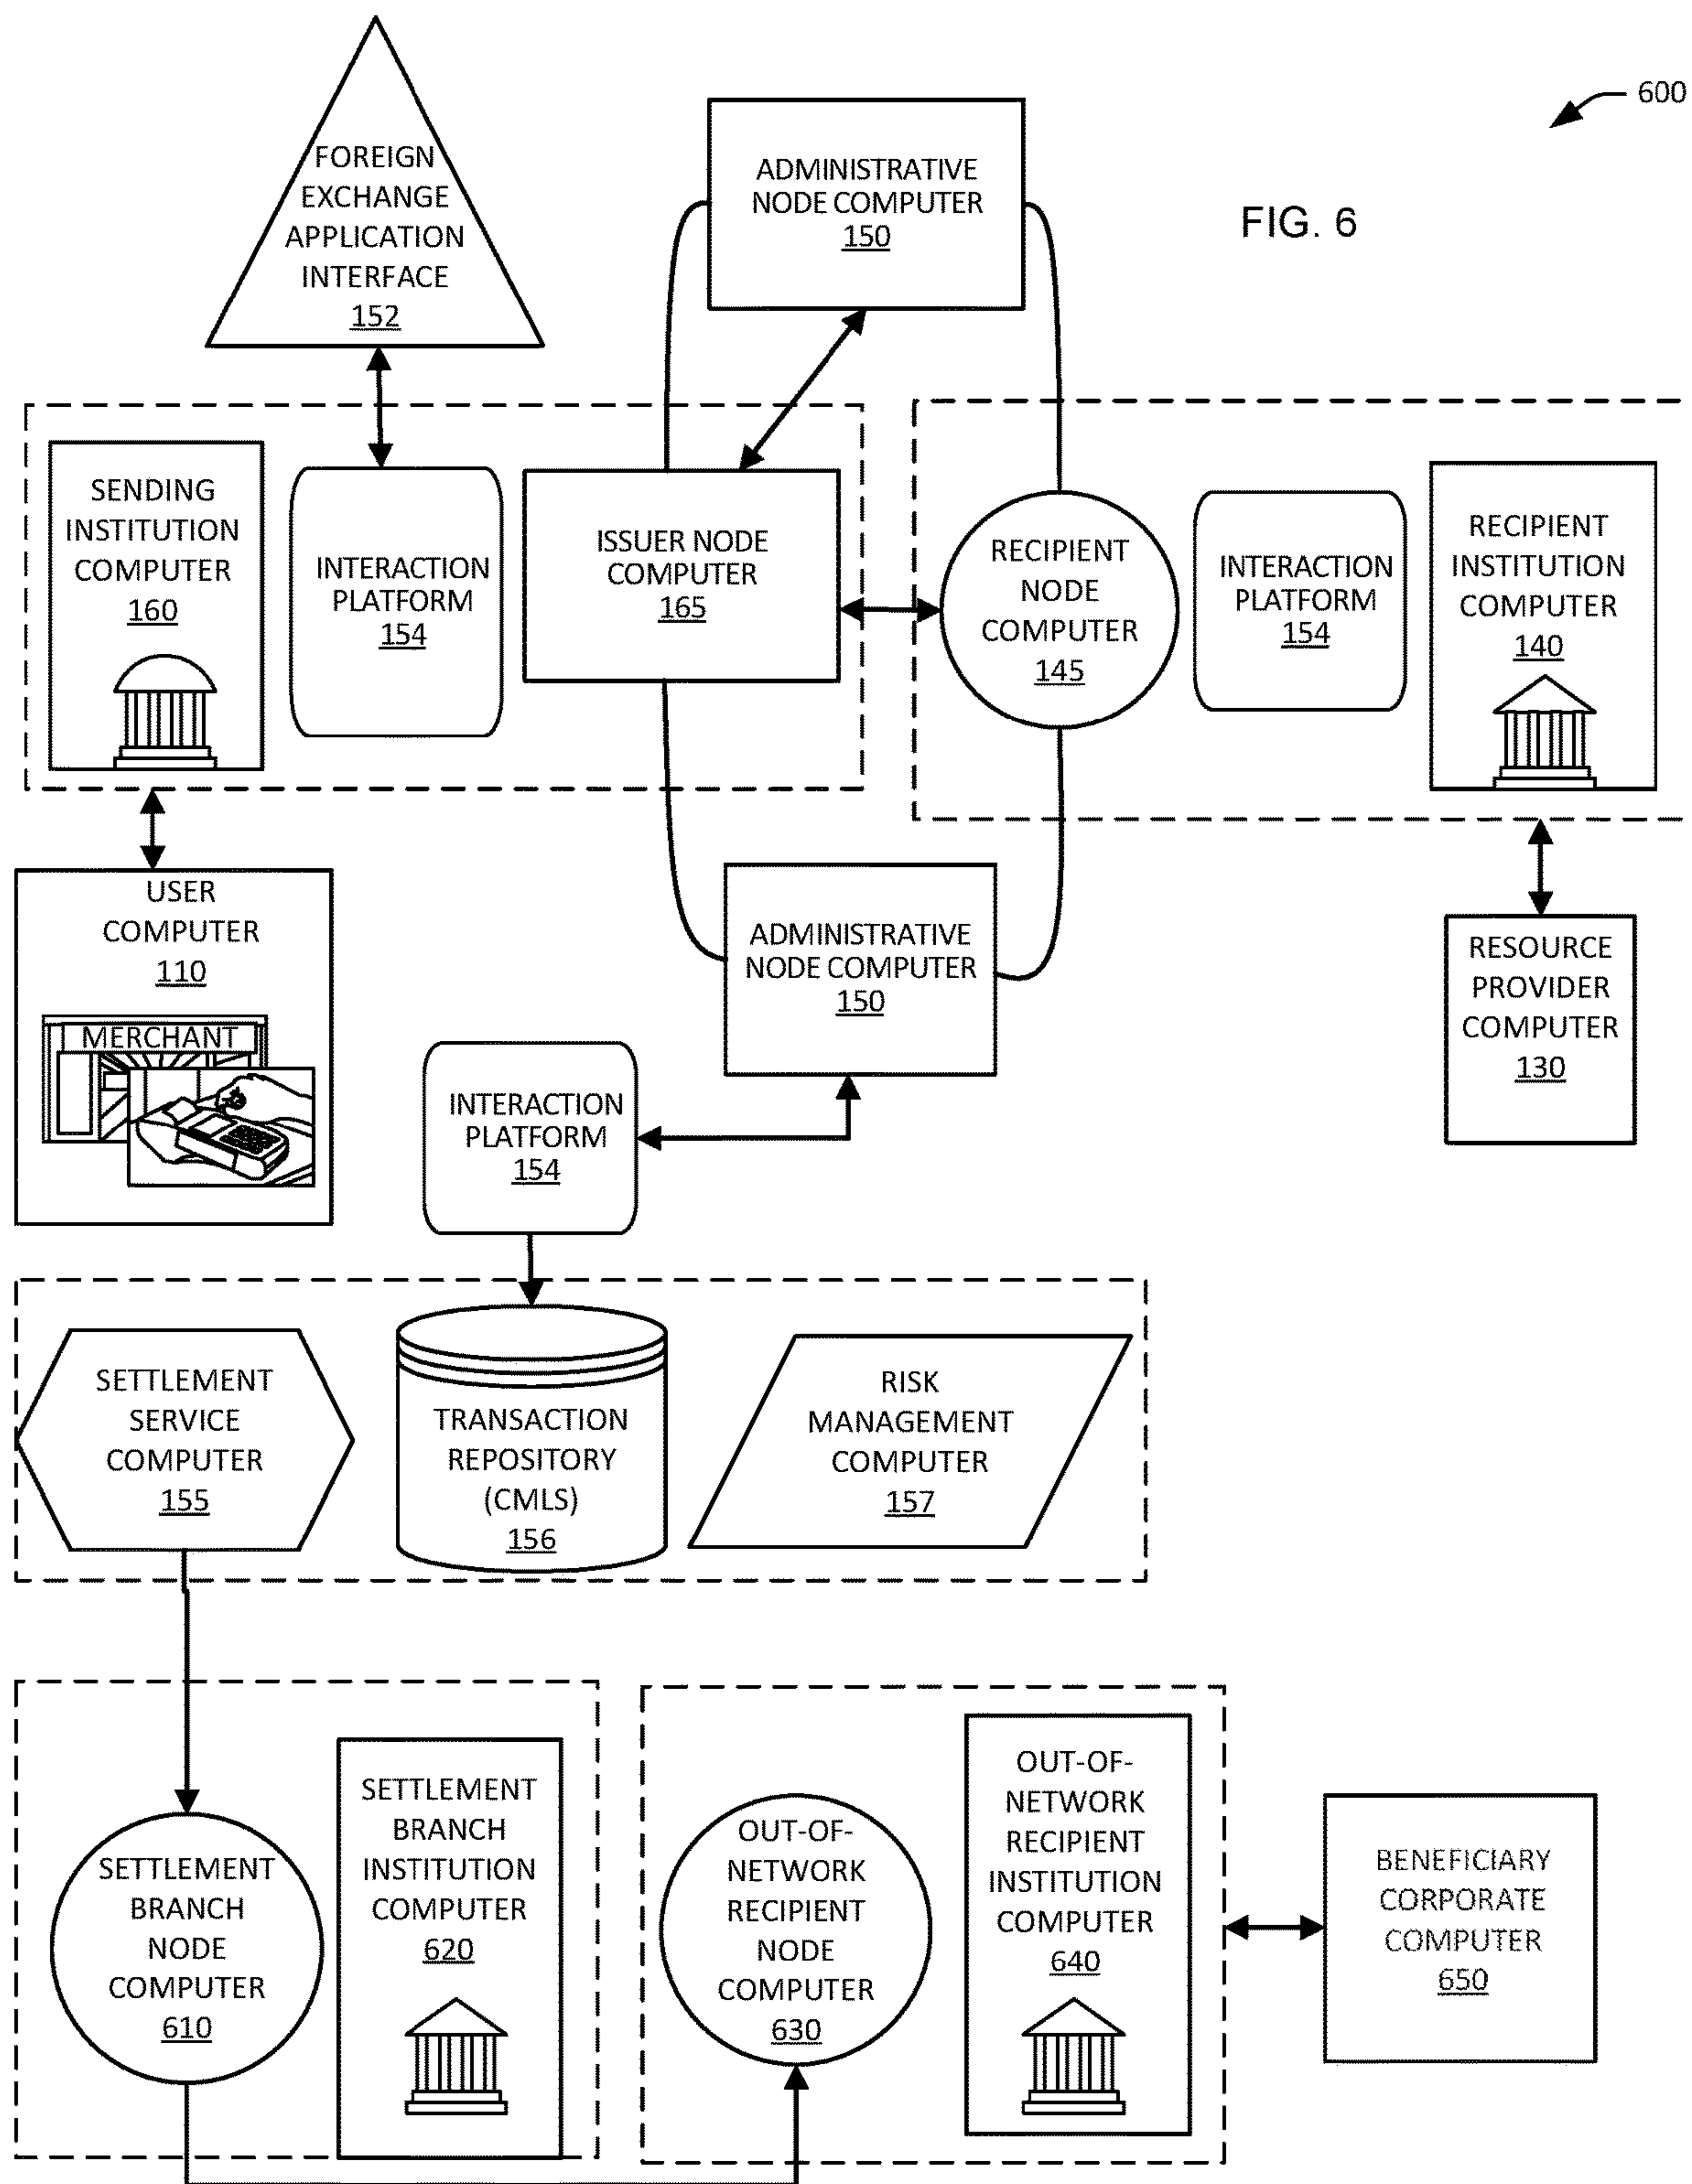 600
FIG. 6
FOREIGN
EXCHANGE
APPLICATION
INTERFACE
152
ADMINISTRATIVE
NODE COMPUTER
150
SENDING
INSTITUTION
COMPUTER
160
INTERACTION
PLATFORM
154
ISSUER NODE
COMPUTER
165
RECIPIENT
NODE
COMPUTER
145
INTERACTION
PLATFORM
154
RECIPIENT
INSTITUTION
COMPUTER
140
USER
COMPUTER
110
MERCHANT
ADMINISTRATIVE
NODE COMPUTER
150
RESOURCE
PROVIDER
COMPUTER
130
INTERACTION
PLATFORM
154
SETTLEMENT
SERVICE
COMPUTER
155
TRANSACTION
REPOSITORY
(CMLS)
156
RISK
MANAGEMENT
COMPUTER
157
SETTLEMENT
BRANCH
NODE
COMPUTER
610
SETTLEMENT
BRANCH
INSTITUTION
COMPUTER
620
OUT-OF-
NETWORK
RECIPIENT
NODE
COMPUTER
630
OUT-OF-
NETWORK
RECIPIENT
INSTITUTION
COMPUTER
640
BENEFICIARY
CORPORATE
COMPUTER
650